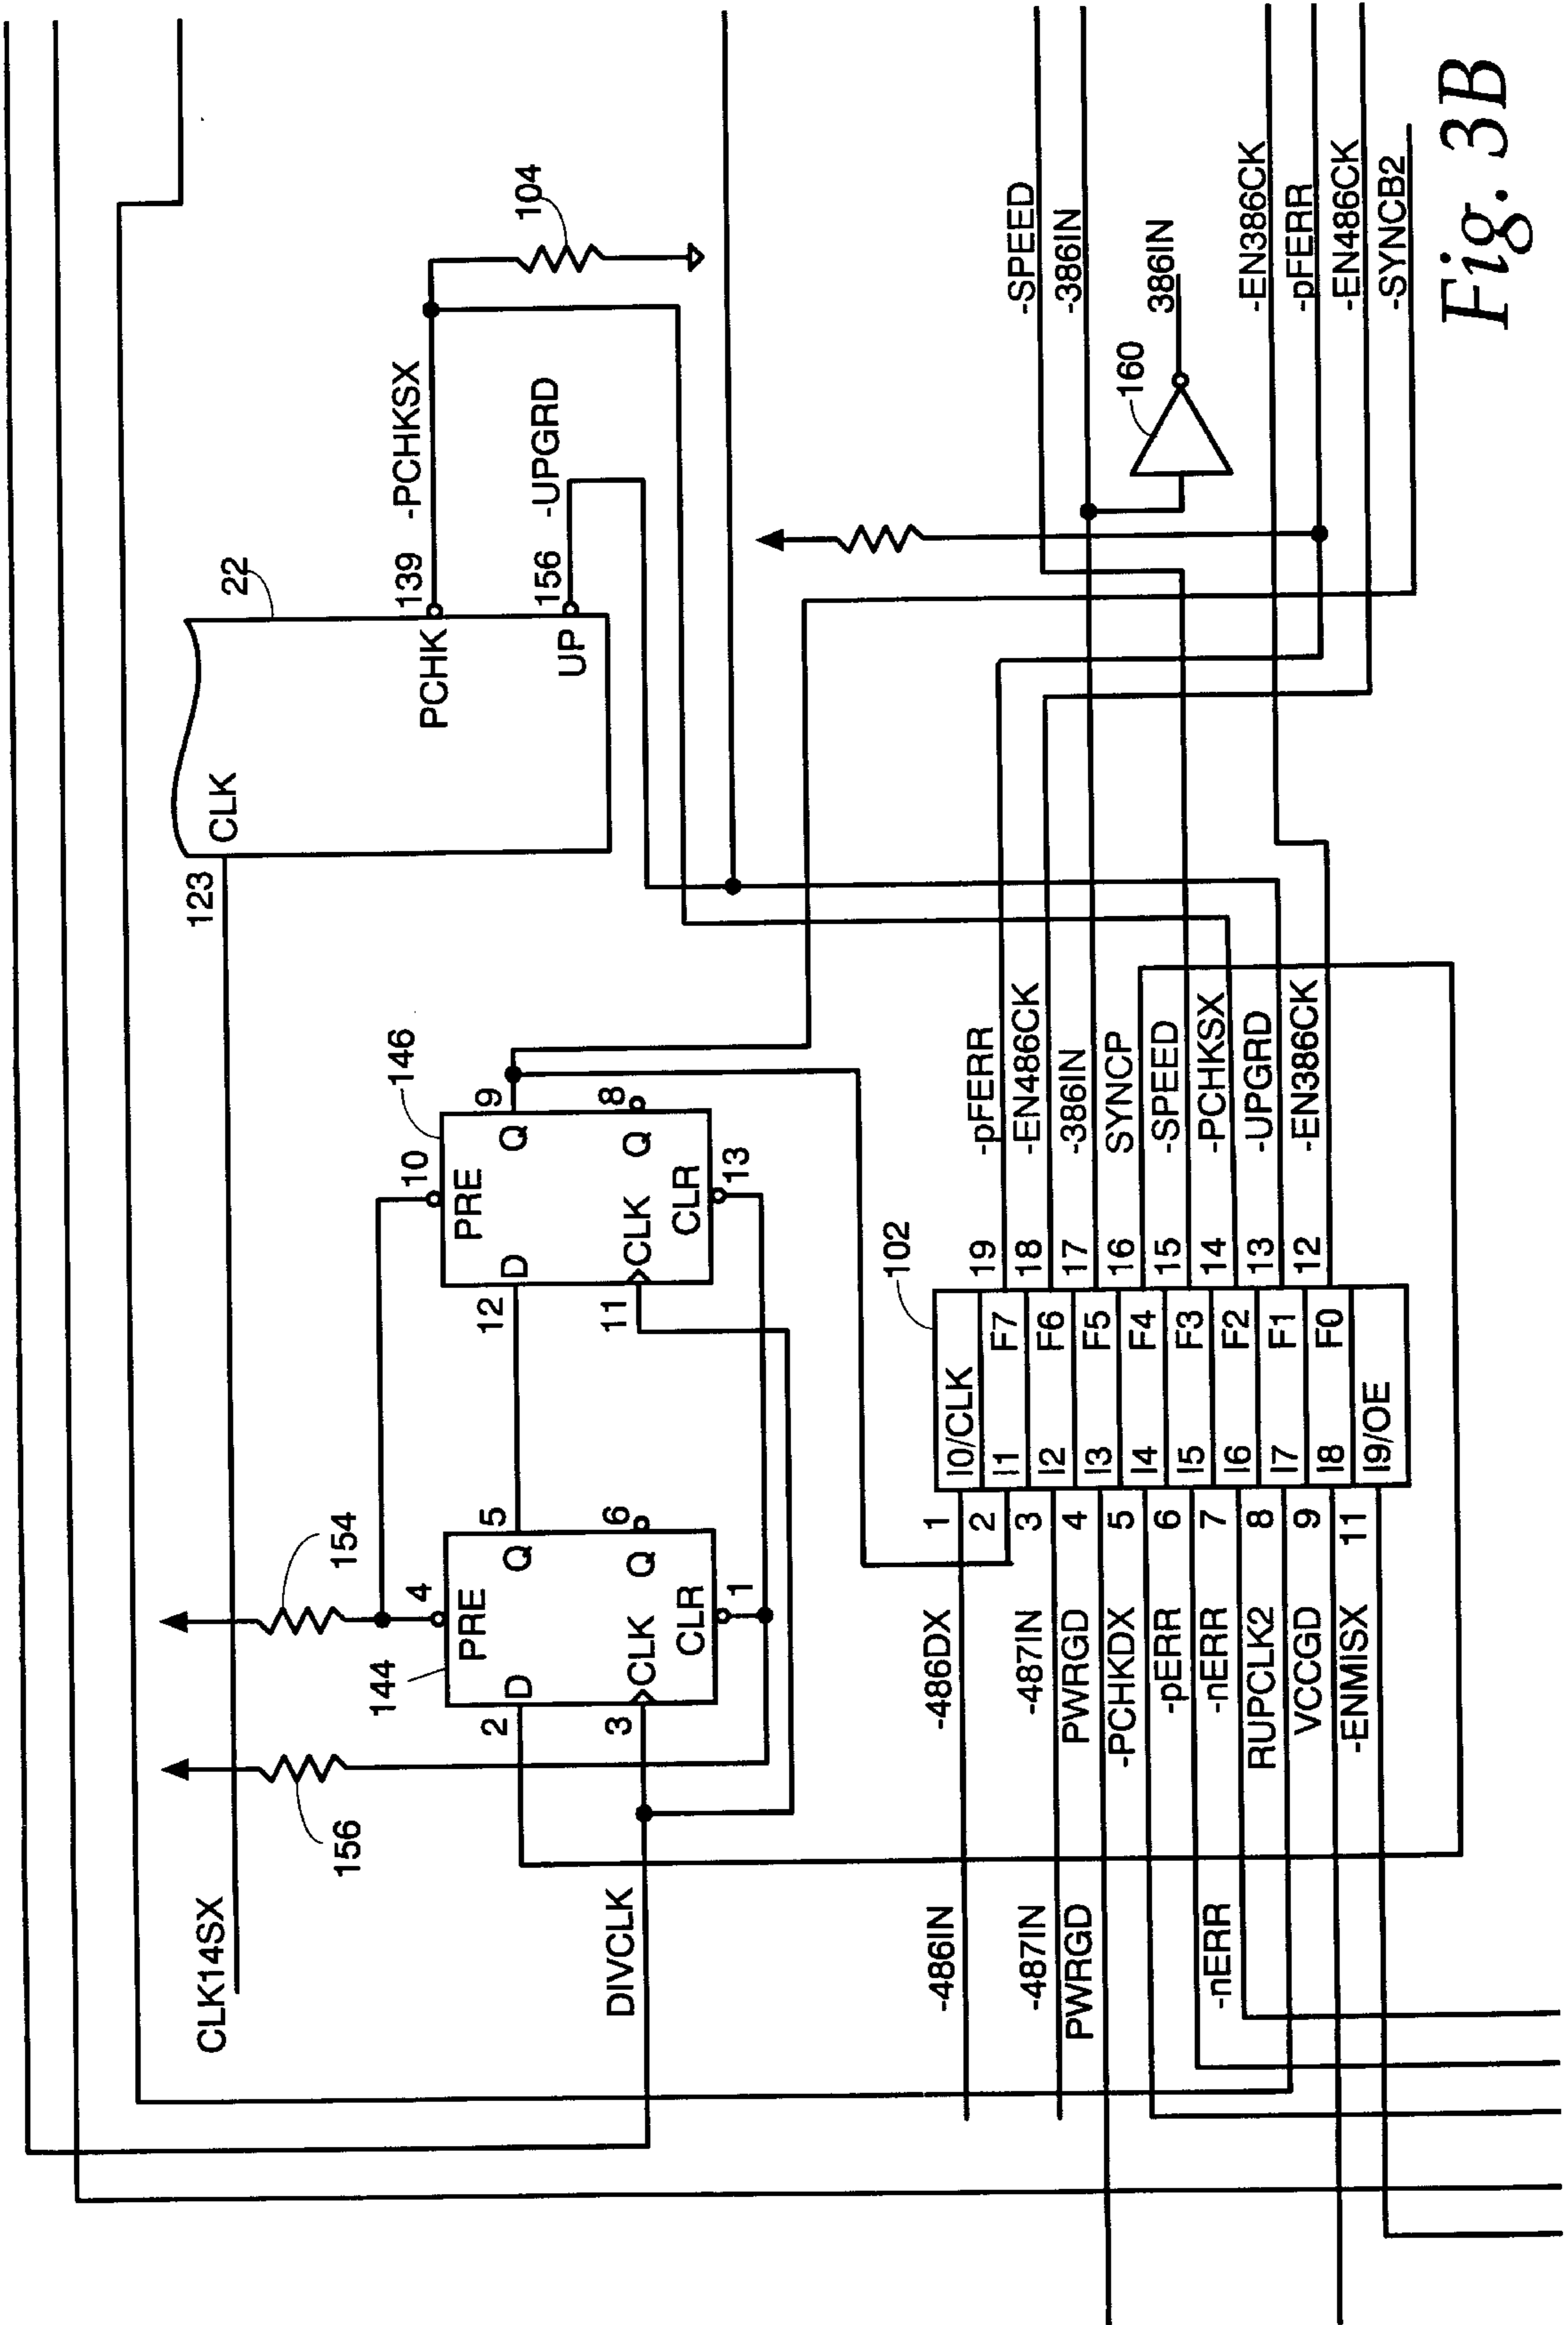 CLK14SX
123
CLK
22
PCHK
139
-PCHKSX
UP
156
-UPGRD
104
156
154
144
4
PRE
2
D
Q
5
3
CLK
Q
6
CLR
1
146
10
PRE
12
D
Q
9
11
CLK
Q
8
CLR
13
DIVCLK
102
-486IN
-486DX
1
I0/CLK
2
I1
F7
19
-pFERR
-487IN
-487IN
3
I2
F6
18
-EN486CK
PWRGD
PWRGD
4
I3
F5
17
-386IN
-PCHKDX
5
I4
F4
16
SYNCP
-pERR
6
I5
F3
15
-SPEED
-nERR
-nERR
7
I6
F2
14
-PCHKSX
RUPCLK2
8
I7
F1
13
-UPGRD
VCCGD
9
I8
F0
12
-EN386CK
-ENMISX
11
I9/OE
-SPEED
-386IN
160
386IN
-EN386CK
-pFERR
-EN486CK
-SYNCB2
Fig. 3B